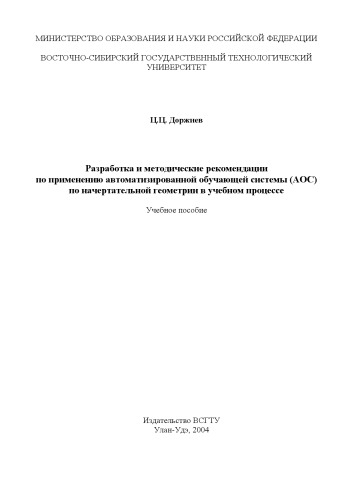 МИНИСТЕРСТВО ОБРАЗОВАНИЯ И НАУКИ РОССИЙСКОЙ ФЕДЕРАЦИИ
ВОСТОЧНО-СИБИРСКИЙ ГОСУДАРСТВЕННЫЙ ТЕХНОЛОГИЧЕСКИЙ
УНИВЕРСИТЕТ
Ц.Ц. Доржиев
Разработка и методические рекомендации
по применению автоматизированной обучающей системы (АОС)
по начертательной геометрии в учебном процессе
Учебное пособие
Издательство ВСГТУ
Улан-Удэ, 2004